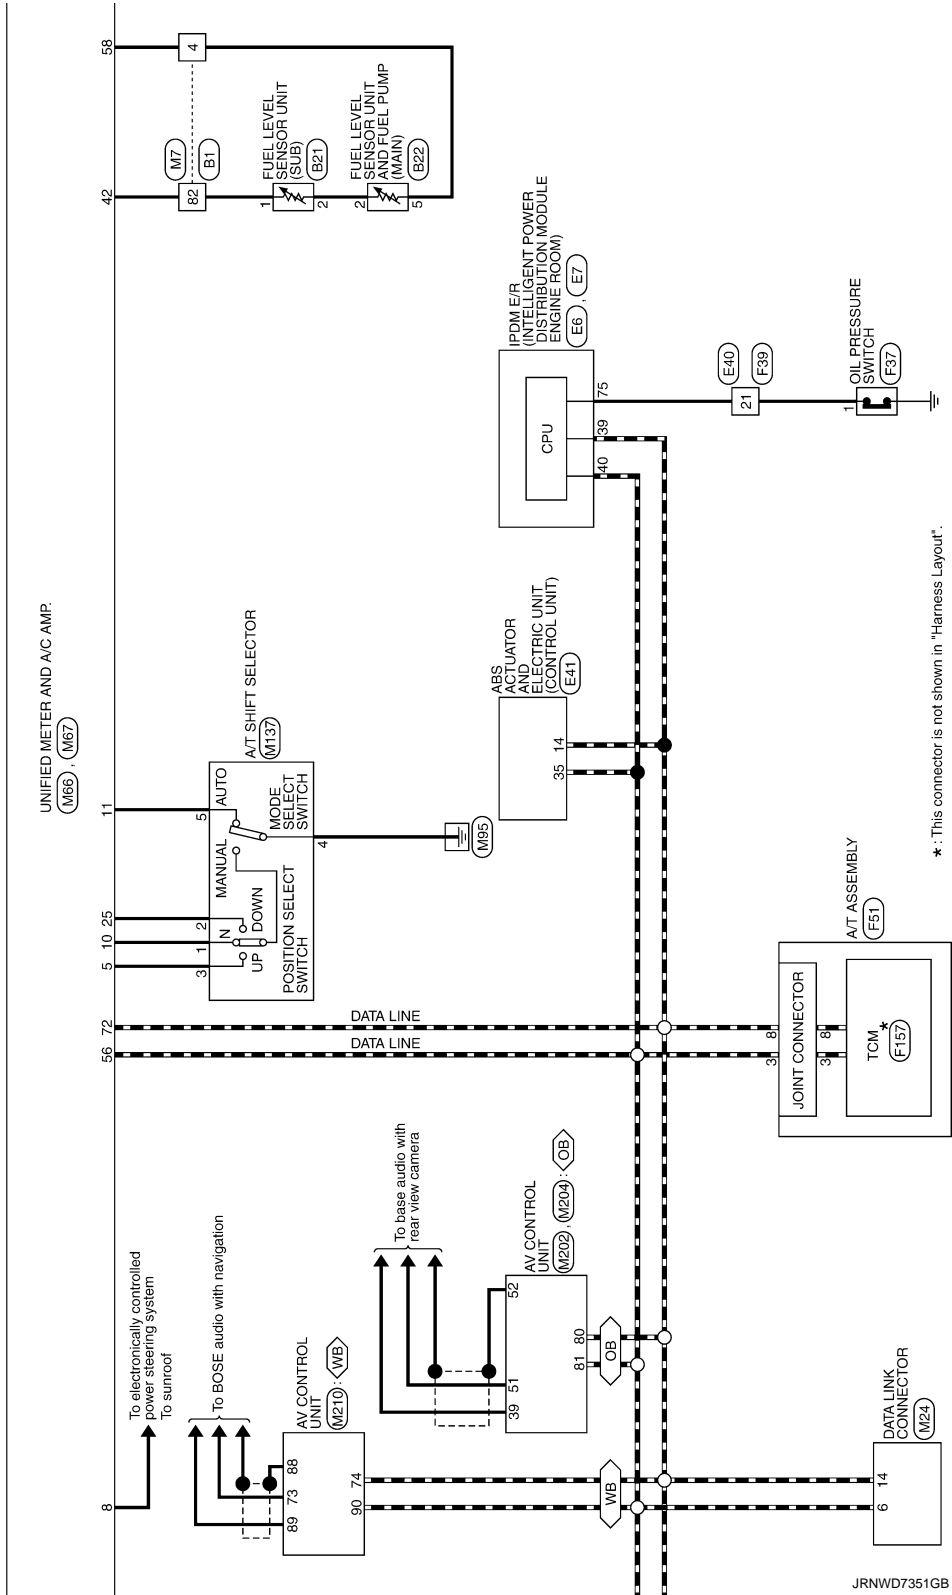 UNIFIED METER AND A/C AMP.
M66 , M67
8
56
72
5
10
25
11
42
58
To electronically controlled
power steering system
To sunroof
To BOSE audio with navigation
AV CONTROL
UNIT
M210 : WB
89
73
88
90
74
To base audio with
rear view camera
AV CONTROL
UNIT
M202 , M204 : OB
39
51
52
81
80
WB
OB
DATA LINK
CONNECTOR
M24
6
14
DATA LINE
DATA LINE
3
8
JOINT CONNECTOR
3
8
TCM *
F157
A/T ASSEMBLY
F51
A/T SHIFT SELECTOR
M137
3
1
2
5
UP
N
DOWN
MANUAL
AUTO
POSITION SELECT
SWITCH
MODE
SELECT
SWITCH
4
M95
ABS
ACTUATOR
AND
ELECTRIC UNIT
(CONTROL UNIT)
E41
35
14
IPDM E/R
(INTELLIGENT POWER
DISTRIBUTION MODULE
ENGINE ROOM)
E6 , E7
CPU
40
39
75
21
E40
F39
1
OIL PRESSURE
SWITCH
F37
82
4
M7
B1
1
2
FUEL LEVEL
SENSOR UNIT
(SUB)
B21
2
5
FUEL LEVEL
SENSOR UNIT
AND FUEL PUMP
(MAIN)
B22
* : This connector is not shown in "Harness Layout".
JRNWD7351GB